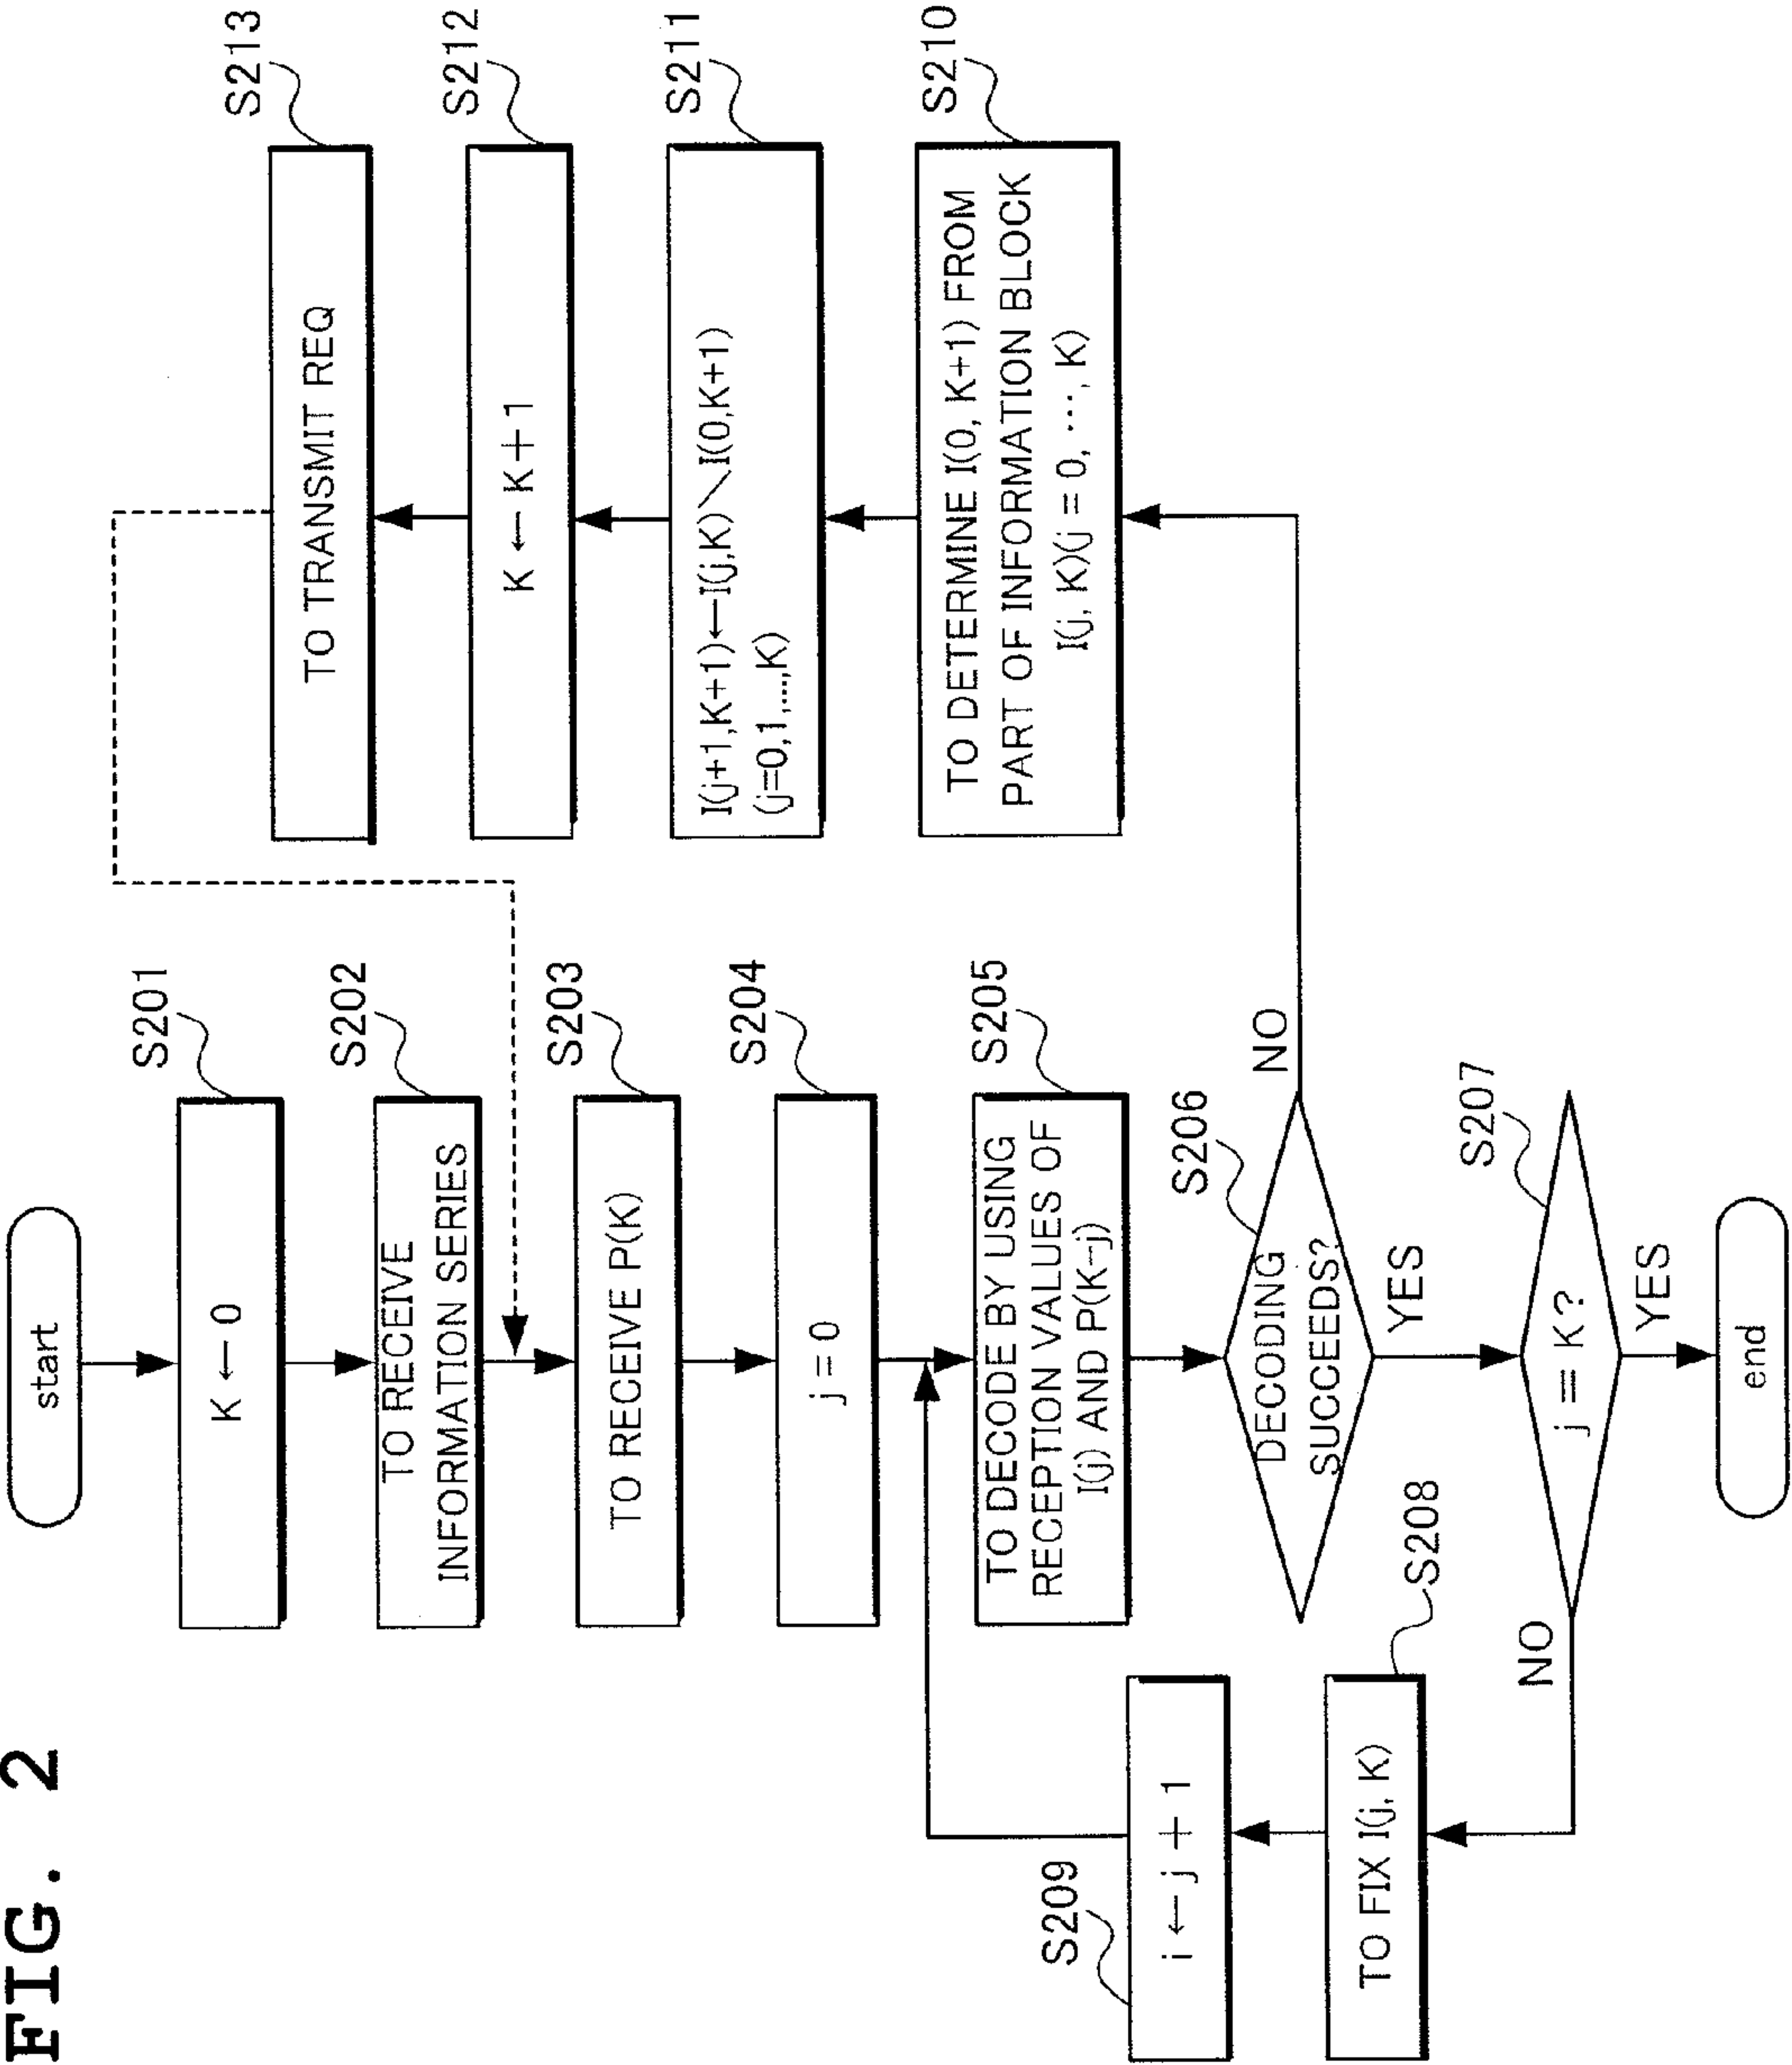 FIG. 2
start
S201
K ← 0
S202
TO RECEIVE
INFORMATION SERIES
S203
TO RECEIVE P(K)
S204
j = 0
S205
TO DECODE BY USING
RECEPTION VALUES OF
I(j) AND P(K-j)
S206
DECODING
SUCCEEDS?
NO
YES
S207
j = K?
NO
YES
end
S208
TO FIX I(j, K)
S209
i ← j + 1
S210
TO DETERMINE I(0, K+1) FROM
PART OF INFORMATION BLOCK
I(j, K)(j = 0, ···, K)
S211
I(j+1,K+1)←I(j,K)＼I(0,K+1)
(j=0,1,...,K)
S212
K ← K+1
S213
TO TRANSMIT REQ